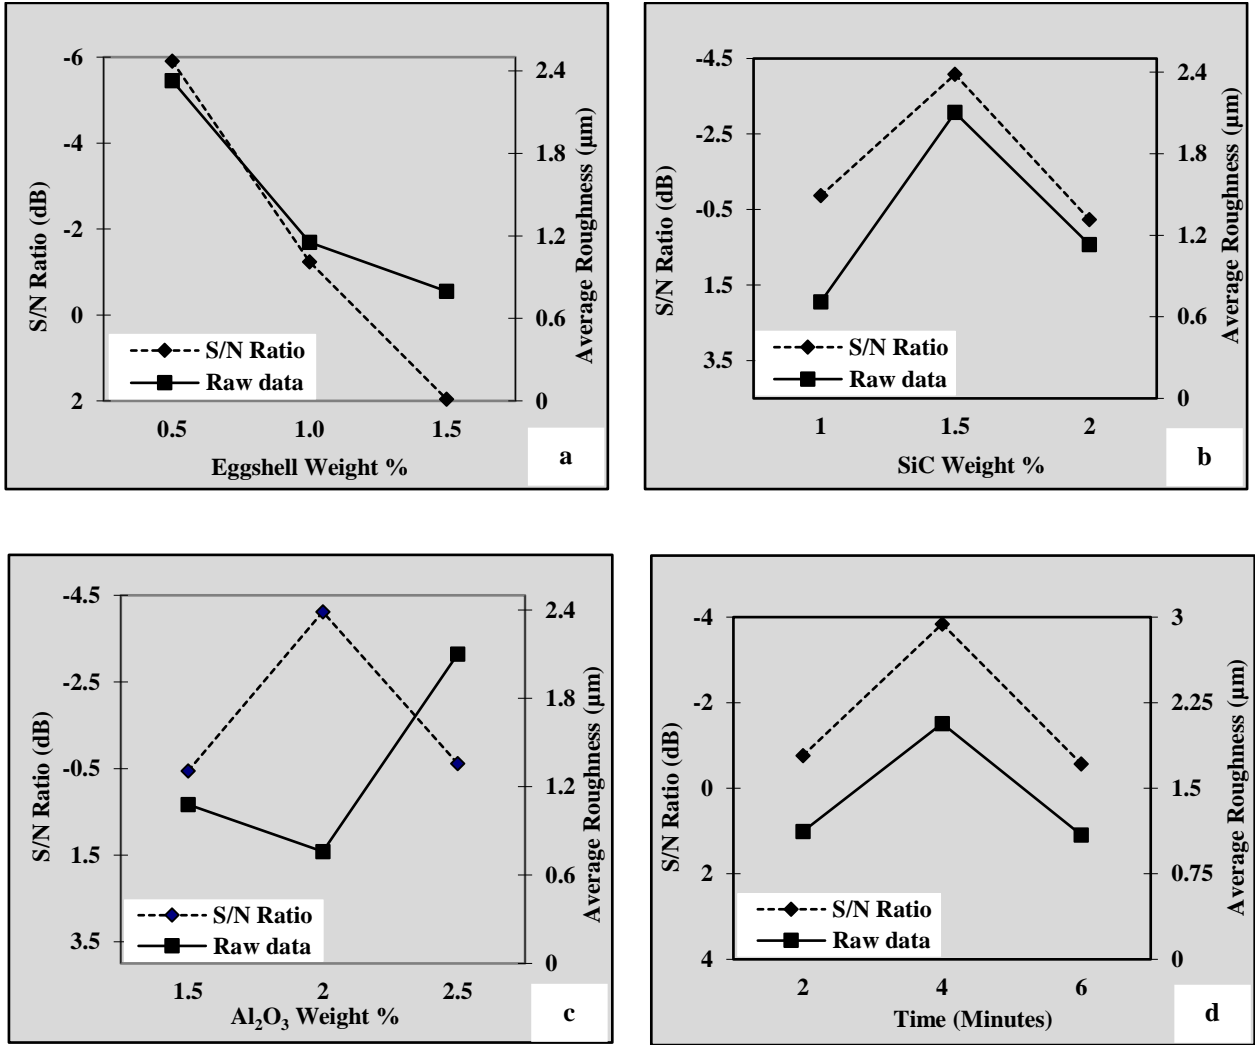 -6
-4
-2
0
2
S/N Ratio (dB)
2.4
1.8
1.2
0.6
0
Average Roughness (µm)
S/N Ratio
Raw data
0.5 1.0 1.5
Eggshell Weight %
a
-4.5
-2.5
-0.5
1.5
3.5
S/N Ratio (dB)
2.4
1.8
1.2
0.6
0
Average Roughness (µm)
S/N Ratio
Raw data
1 1.5 2
SiC Weight %
b
-4.5
-2.5
-0.5
1.5
3.5
S/N Ratio (dB)
2.4
1.8
1.2
0.6
0
Average Roughness (µm)
S/N Ratio
Raw data
1.5 2 2.5
Al₂O₃ Weight %
c
-4
-2
0
2
4
S/N Ratio (dB)
3
2.25
1.5
0.75
0
Average Roughness (µm)
S/N Ratio
Raw data
2 4 6
Time (Minutes)
d